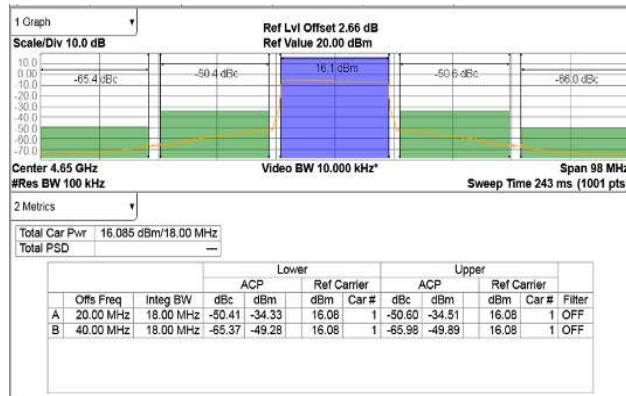 1 Graph
Ref Lvl Offset 2.66 dB
Scale/Div 10.0 dB
Ref Value 20.00 dBm
10.0
0.00
-10.0
-20.0
-30.0
-40.0
-50.0
-60.0
-70.0
-65.4 dBc
-50.4 dBc
16.1 dBm
-50.6 dBc
-66.0 dBc
Center 4.65 GHz
Video BW 10.000 kHz*
Span 98 MHz
#Res BW 100 kHz
Sweep Time 243 ms (1001 pts
2 Metrics
Total Car Pwr 16.085 dBm/18.00 MHz
Total PSD ---
Lower Upper
ACP Ref Carrier ACP Ref Carrier
Offs Freq Integ BW dBc dBm dBm Car # dBc dBm dBm Car # Filter
A 20.00 MHz 18.00 MHz -50.41 -34.33 16.08 1 -50.60 -34.51 16.08 1 OFF
B 40.00 MHz 18.00 MHz -65.37 -49.28 16.08 1 -65.98 -49.89 16.08 1 OFF